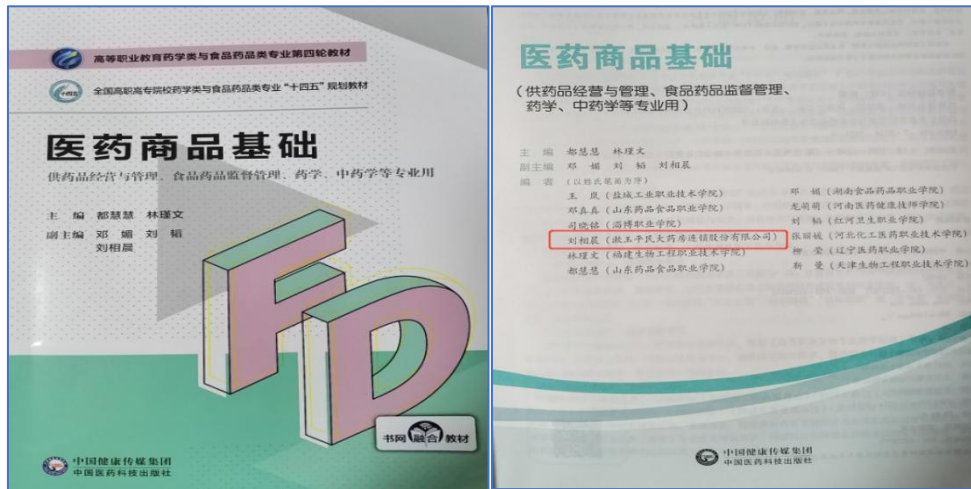 高等职业教育药学类与食品药品类专业第四轮教材
十四五
全国高职高专院校药学类与食品药品类专业“十四五”规划教材
医药商品基础
供药品经营与管理、食品药品监督管理、药学、中药学等专业用
主 编 都慧慧 林瑾文
副主编 邓 媚 刘 韬
刘相晨
FD
书网融合教材
中国健康传媒集团
中国医药科技出版社
医药商品基础
(供药品经营与管理、食品药品监督管理、
药学、中药学等专业用)
主 编 都慧慧 林瑾文
副主编 邓 媚 刘 韬 刘相晨
编 者 (以姓氏笔画为序)
王 凰(盐城工业职业技术学院)
邓 媚(湖南食品药品职业学院)
邓真真(山东药品食品职业学院)
龙萌萌(河南医药健康技师学院)
司晓铭(淄博职业学院)
刘 韬(红河卫生职业学院)
刘相晨(漱玉平民大药房连锁股份有限公司)
张丽媛(河北化工医药职业技术学院)
林瑾文(福建生物工程职业技术学院)
柳 莹(辽宁医药职业学院)
都慧慧(山东药品食品职业学院)
靳 曼(天津生物工程职业技术学院)
中国健康传媒集团
中国医药科技出版社